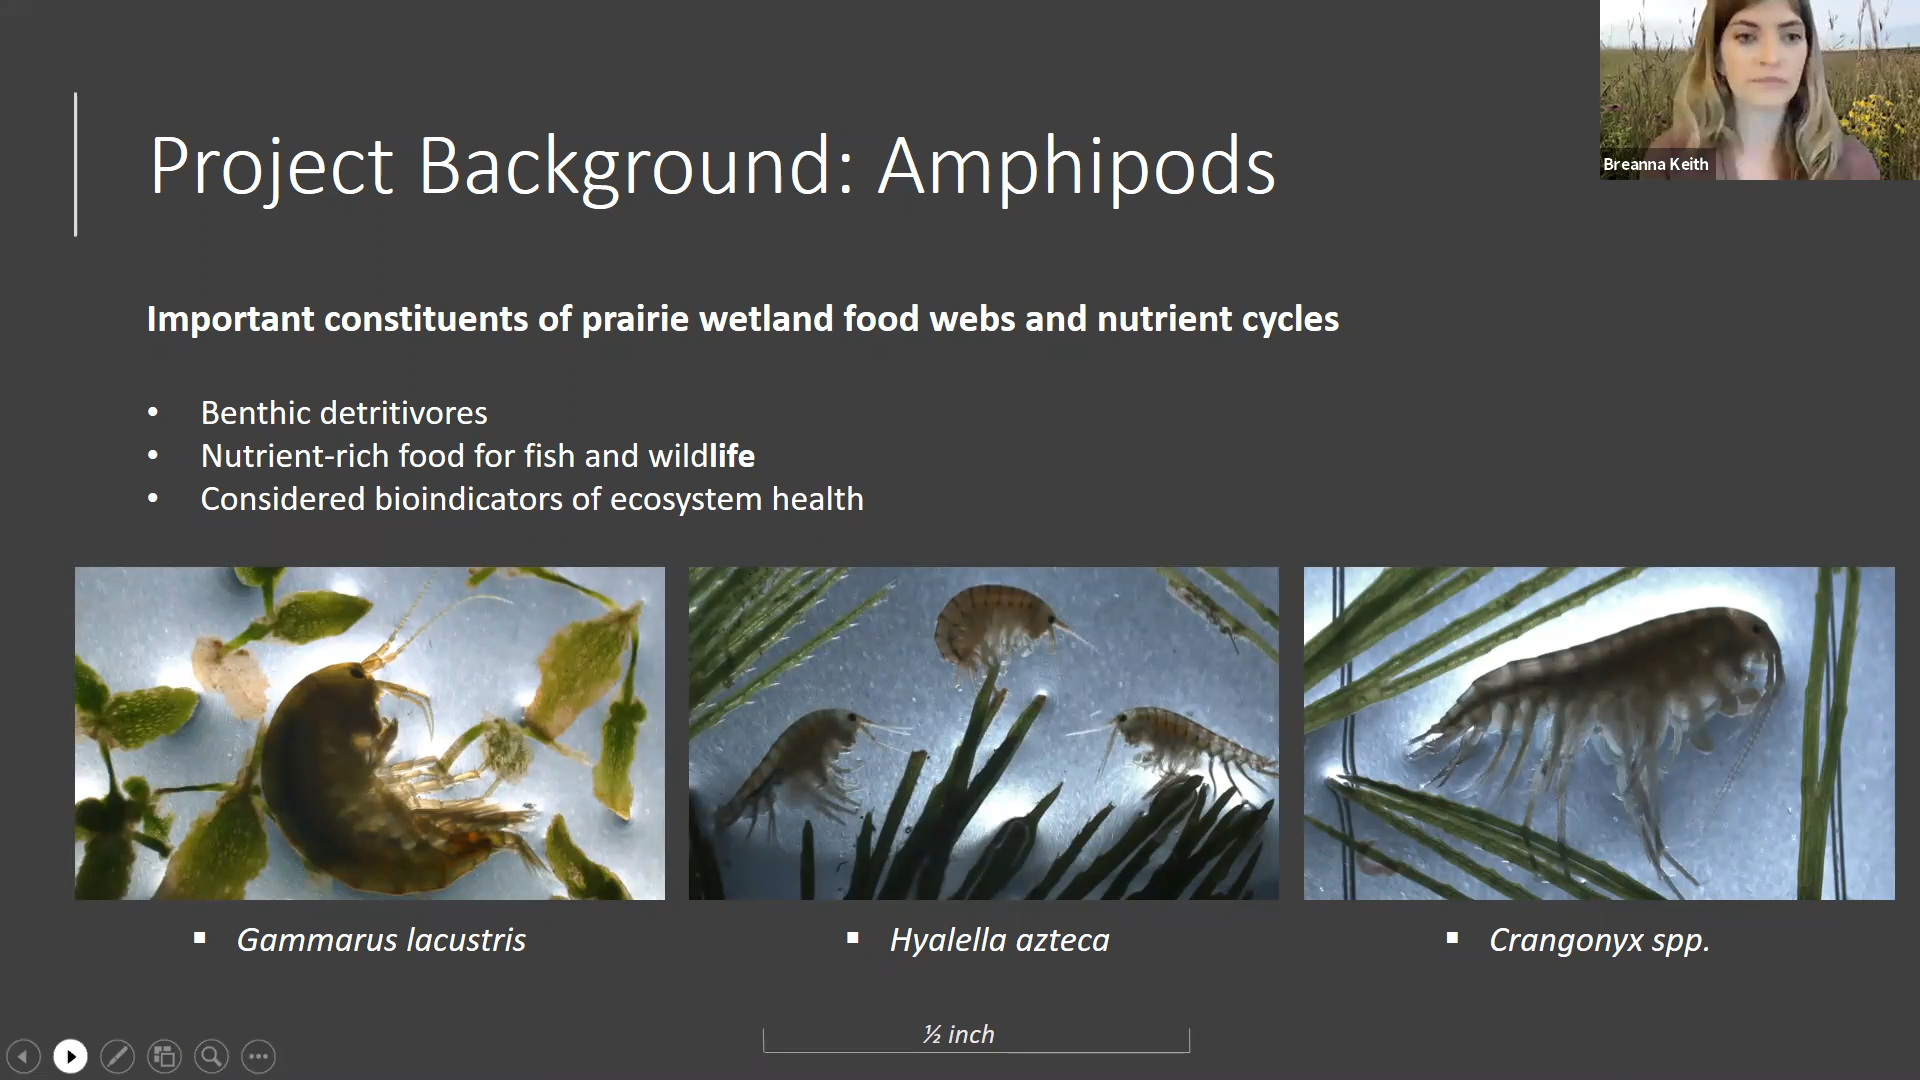 Project Background: Amphipods
Breanna Keith
Important constituents of prairie wetland food webs and nutrient cycles
• Benthic detritivores
• Nutrient-rich food for fish and wildlife
• Considered bioindicators of ecosystem health
▪ Gammarus lacustris
▪ Hyalella azteca
▪ Crangonyx spp.
½ inch